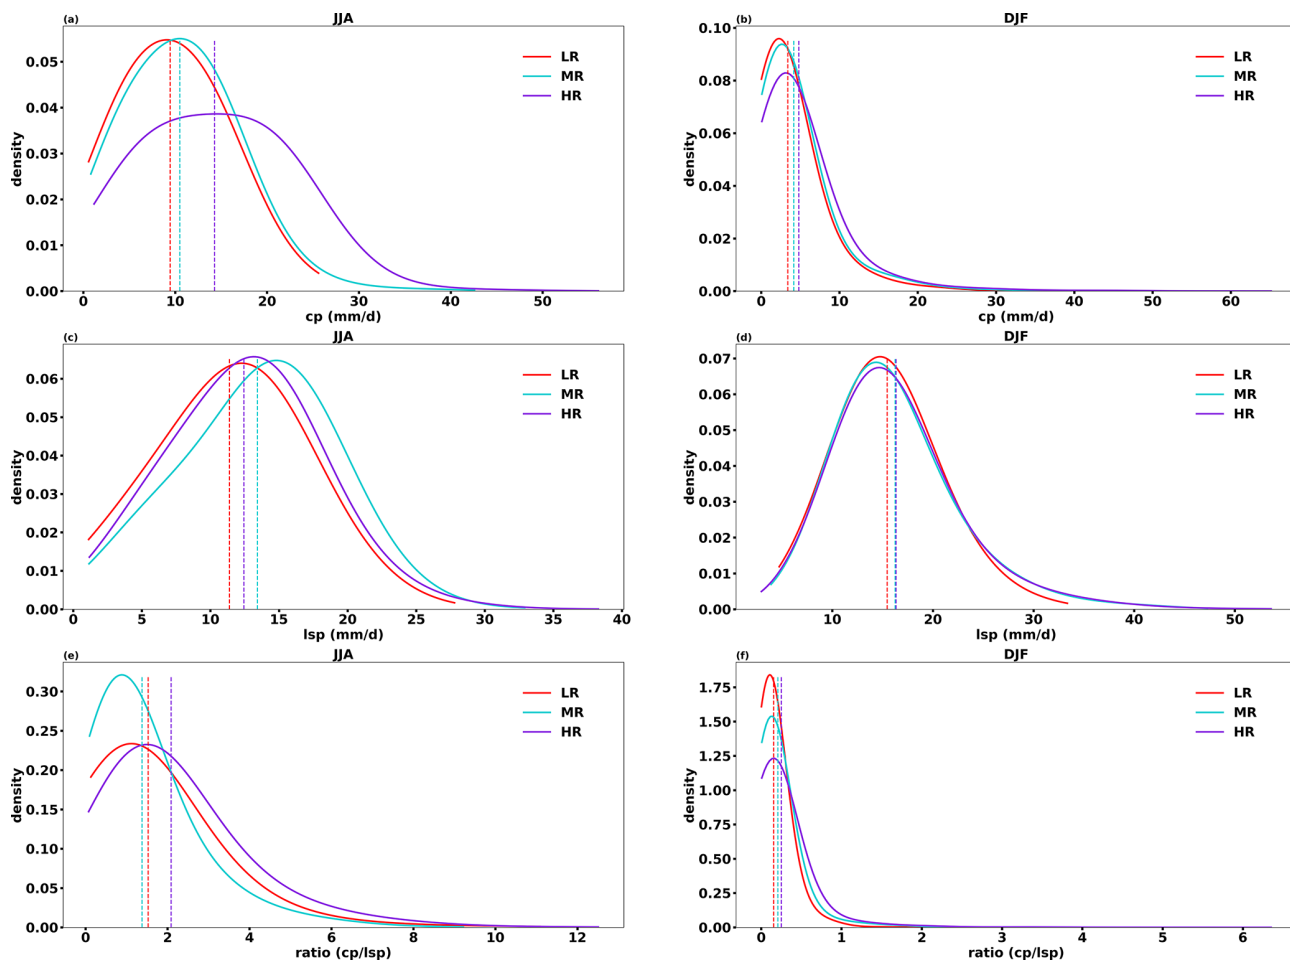 (a)
JJA
density
0.05
0.04
0.03
0.02
0.01
0.00
LR
MR
HR
0 10 20 30 40 50
cp (mm/d)
(b)
DJF
density
0.10
0.08
0.06
0.04
0.02
0.00
LR
MR
HR
0 10 20 30 40 50 60
cp (mm/d)
(c)
JJA
density
0.06
0.05
0.04
0.03
0.02
0.01
0.00
LR
MR
HR
0 5 10 15 20 25 30 35 40
lsp (mm/d)
(d)
DJF
density
0.07
0.06
0.05
0.04
0.03
0.02
0.01
0.00
LR
MR
HR
10 20 30 40 50
lsp (mm/d)
(e)
JJA
density
0.30
0.25
0.20
0.15
0.10
0.05
0.00
LR
MR
HR
0 2 4 6 8 10 12
ratio (cp/lsp)
(f)
DJF
density
1.75
1.50
1.25
1.00
0.75
0.50
0.25
0.00
LR
MR
HR
0 1 2 3 4 5 6
ratio (cp/lsp)